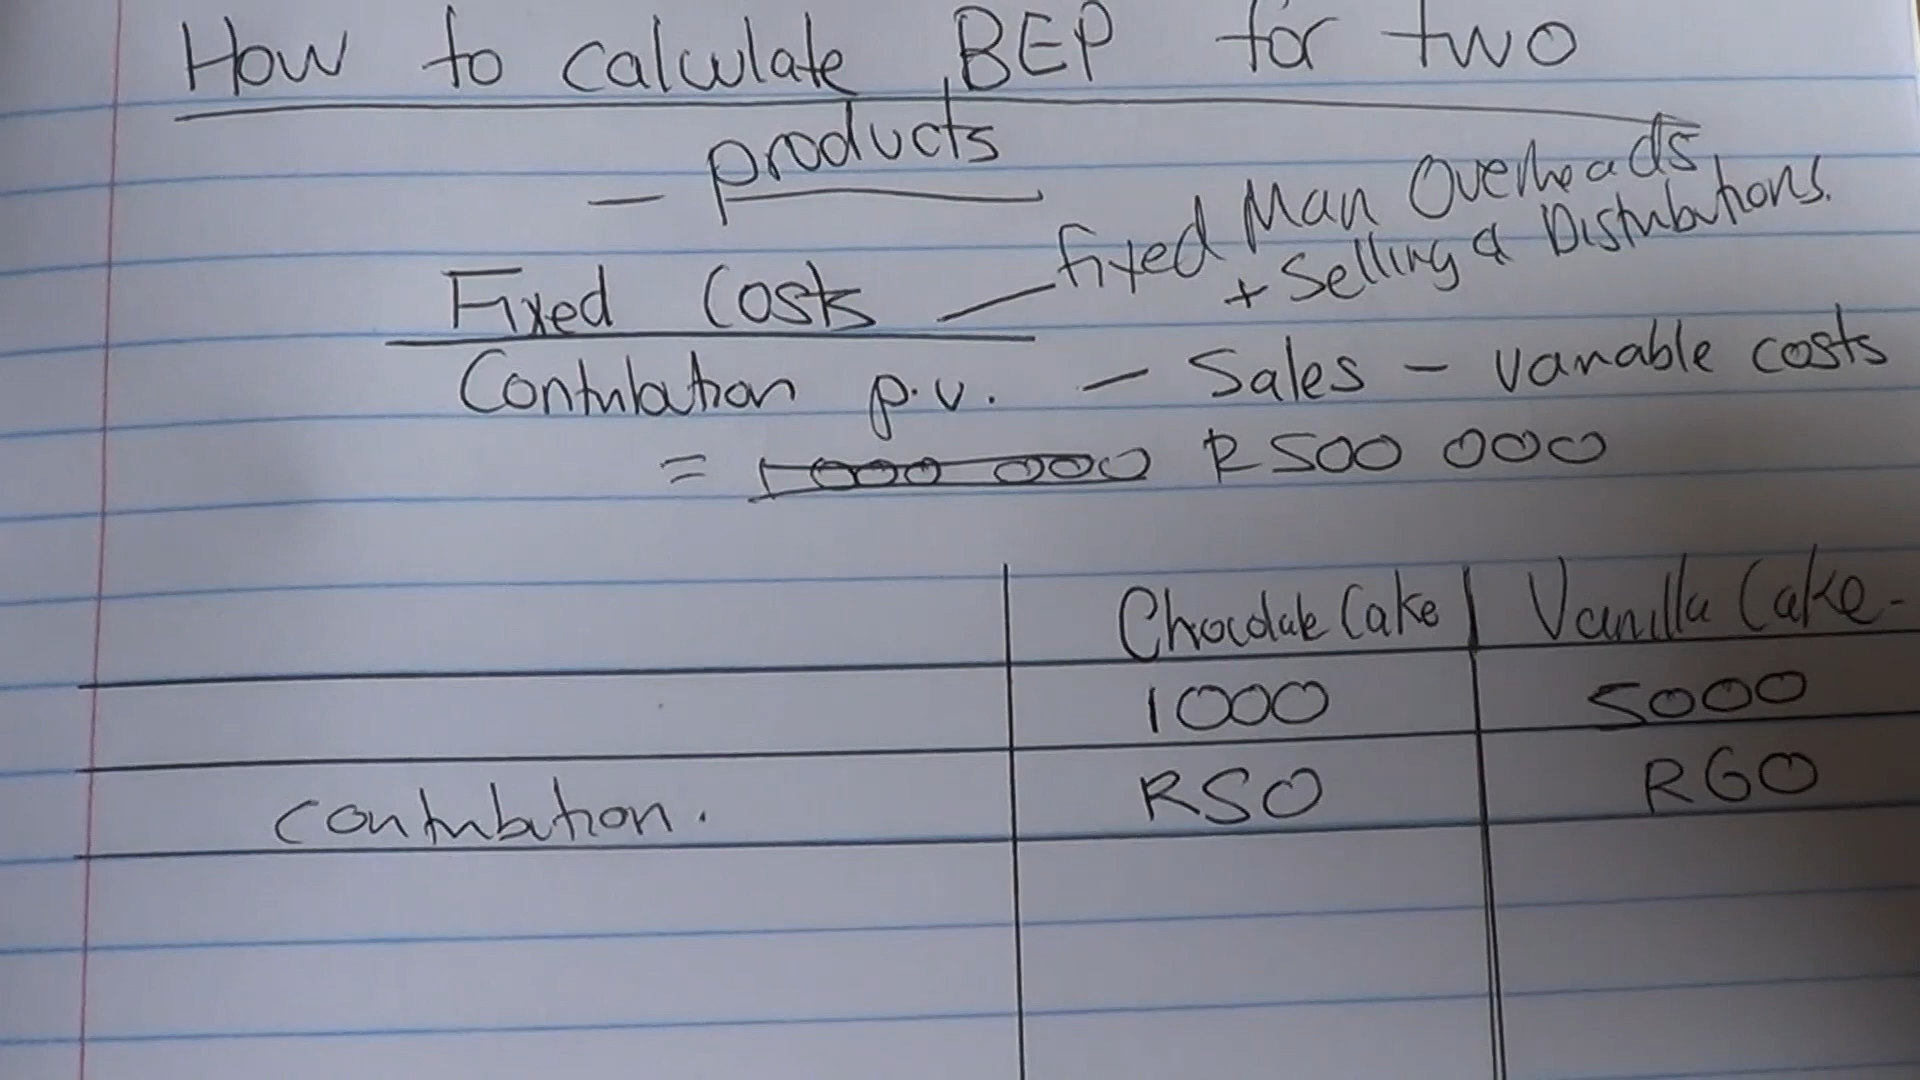 How to calculate BEP for two
- products
Fixed Costs - Fixed Man Overheads
+ Selling & Distributions.
Contribution p.v. - Sales - variable costs
= 1000 000 R500 000
Chocolate Cake Vanilla Cake -
1000 5000
contribution. R50 R60